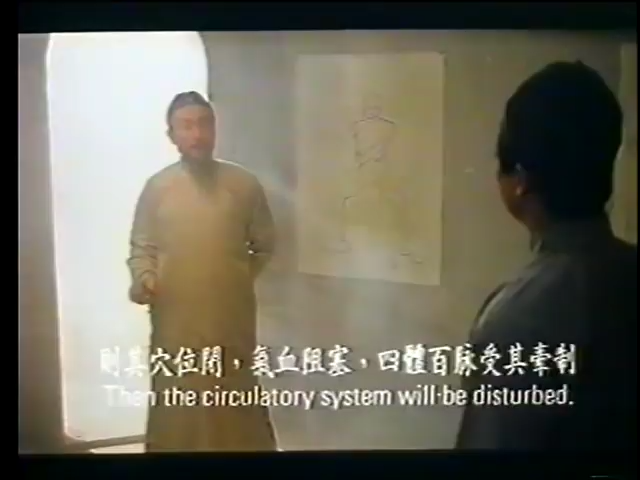 則其穴位閉，氣血阻塞，四體百脉受其牽制
Then the circulatory system will be disturbed.